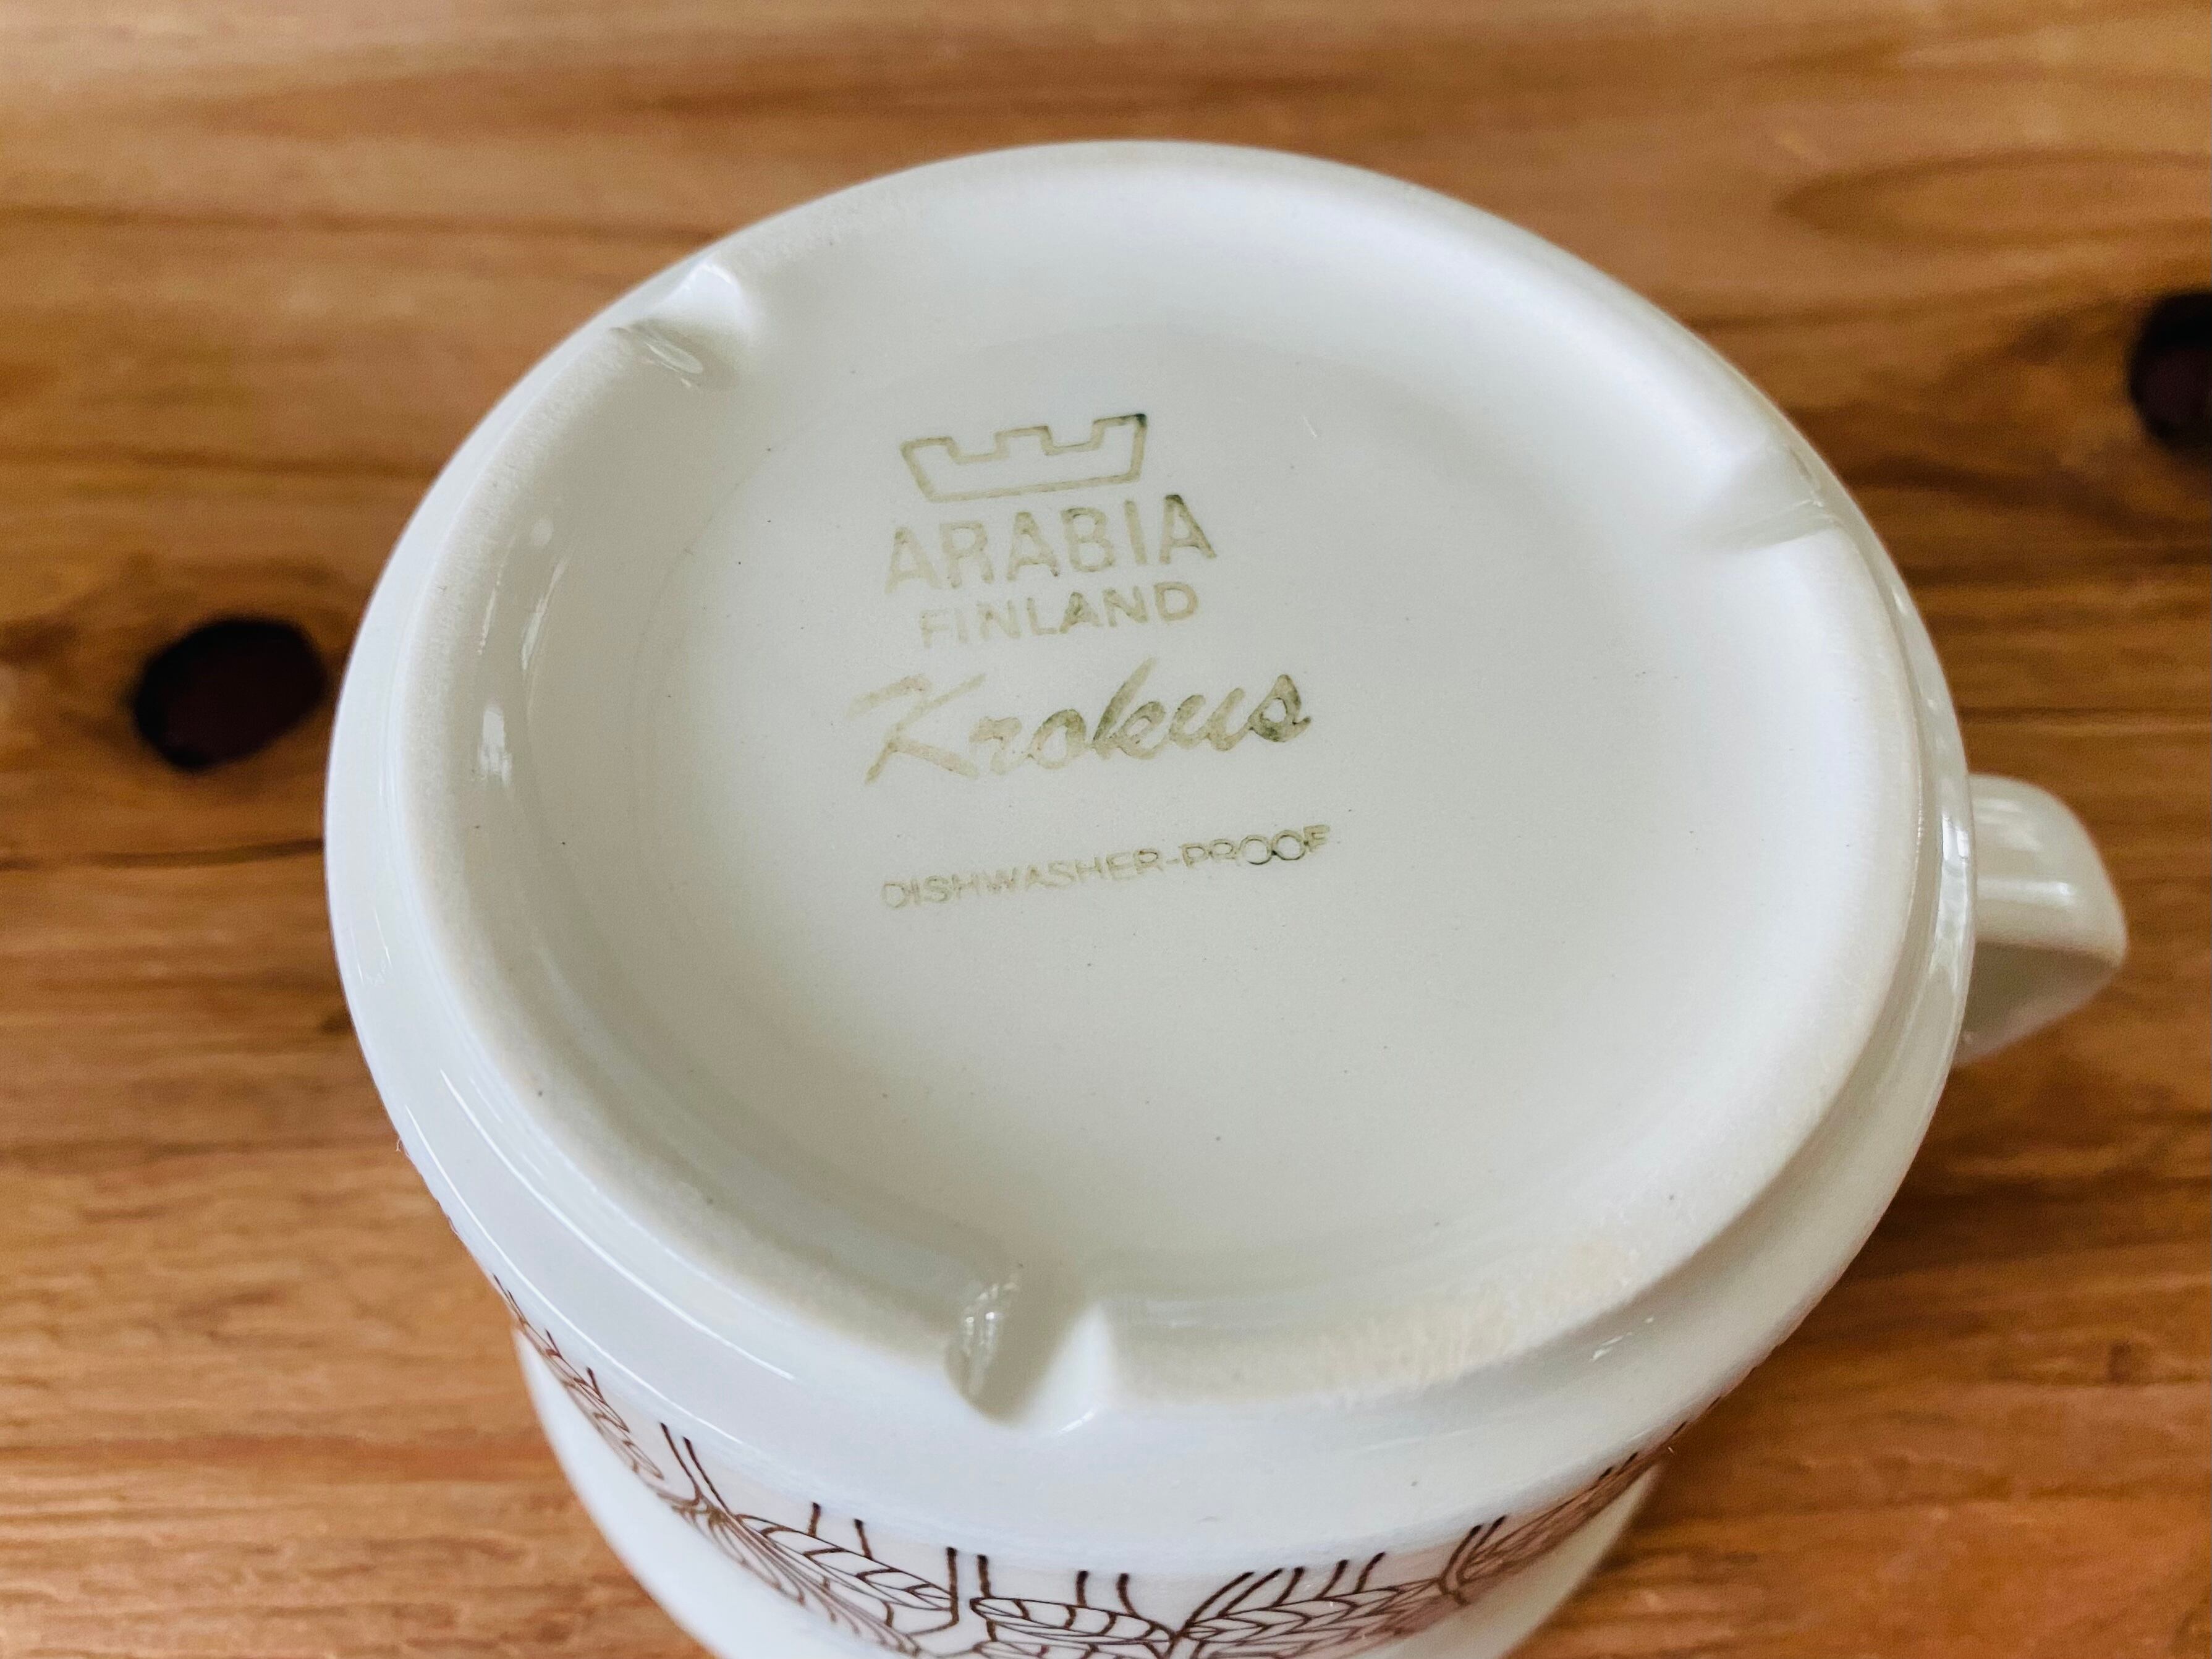 ARABIA
FINLAND
Krokus
DISHWASHER-PROOF